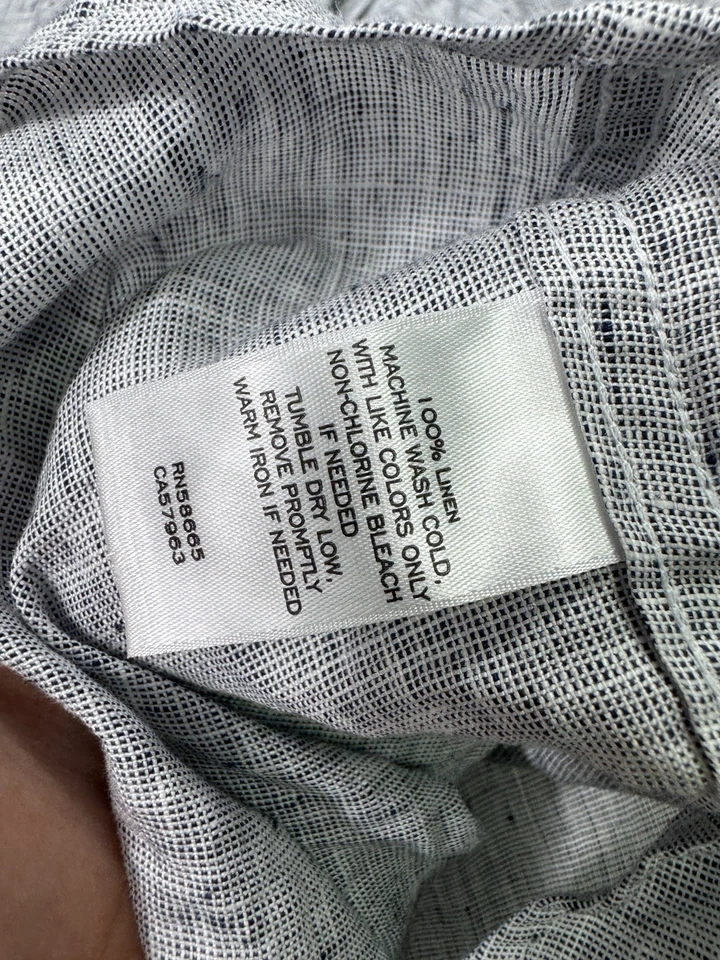 100% LINEN
MACHINE WASH COLD,
WITH LIKE COLORS ONLY
NON-CHLORINE BLEACH
IF NEEDED
TUMBLE DRY LOW,
REMOVE PROMPTLY
WARM IRON IF NEEDED
RN58665
CA57963